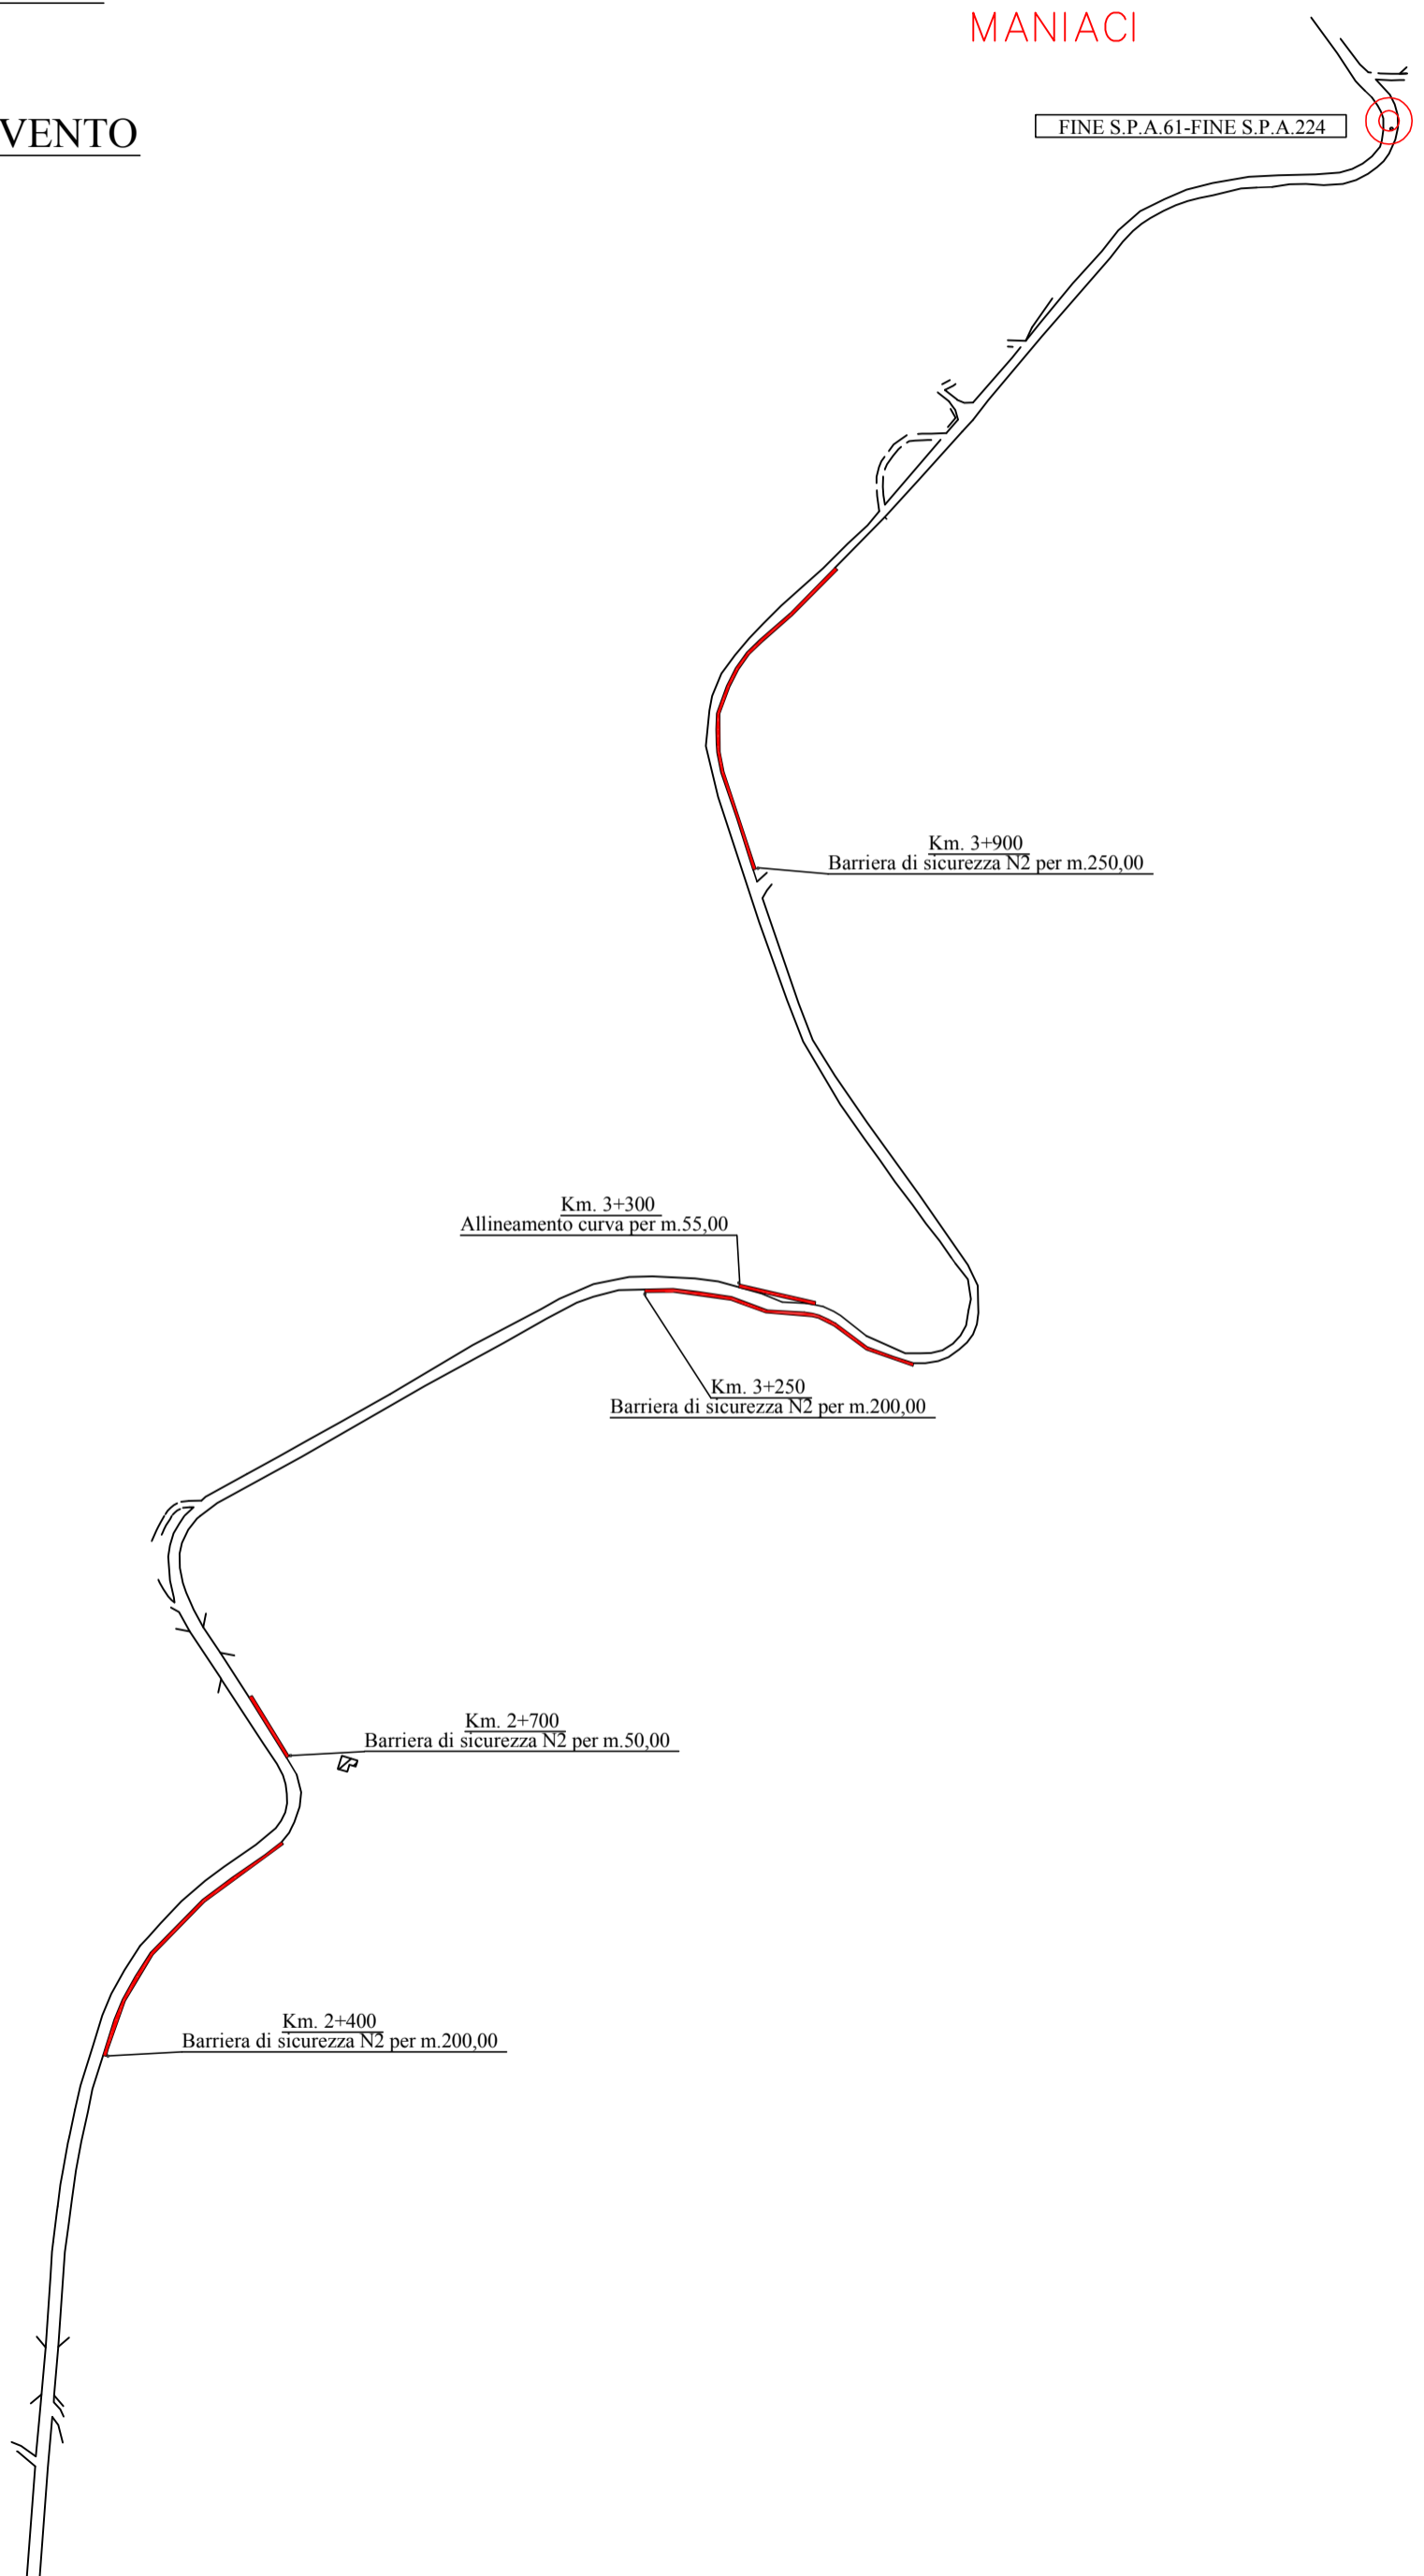 MANIACI
VENTO
FINE S.P.A.61-FINE S.P.A.224
Km. 3+900
Barriera di sicurezza N2 per m.250,00
Km. 3+300
Allineamento curva per m.55,00
Km. 3+250
Barriera di sicurezza N2 per m.200,00
Km. 2+700
Barriera di sicurezza N2 per m.50,00
Km. 2+400
Barriera di sicurezza N2 per m.200,00